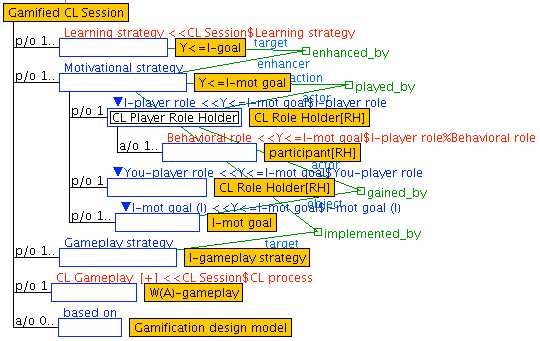 Gamified CL Session
Learning strategy <<CL Session$Learning strategy
p/o 1.. Y<=I-goal target
enhanced_by
enhancer
Motivational strategy
p/o 1.. Y<=I-mot goal action
played_by
actor
I-player role <<Y<=I-mot goal$I-player role
p/o 1 CL Player Role Holder CL Role Holder[RH]
Behavioral role <<Y<=I-mot goal$I-player role%Behavioral role
a/o 1.. participant[RH]
actor
You-player role <<Y<=I-mot goal$You-player role
p/o 1 CL Role Holder[RH]
gained_by
I-mot goal (I) <<Y<=I-mot goal$I-mot goal (I) object
p/o 1 I-mot goal
implemented_by
Gameplay strategy target
p/o 1.. I-gameplay strategy
CL Gameplay [+] <<CL Session$CL process
p/o 1 W(A)-gameplay
based on
a/o 0.. Gamification design model